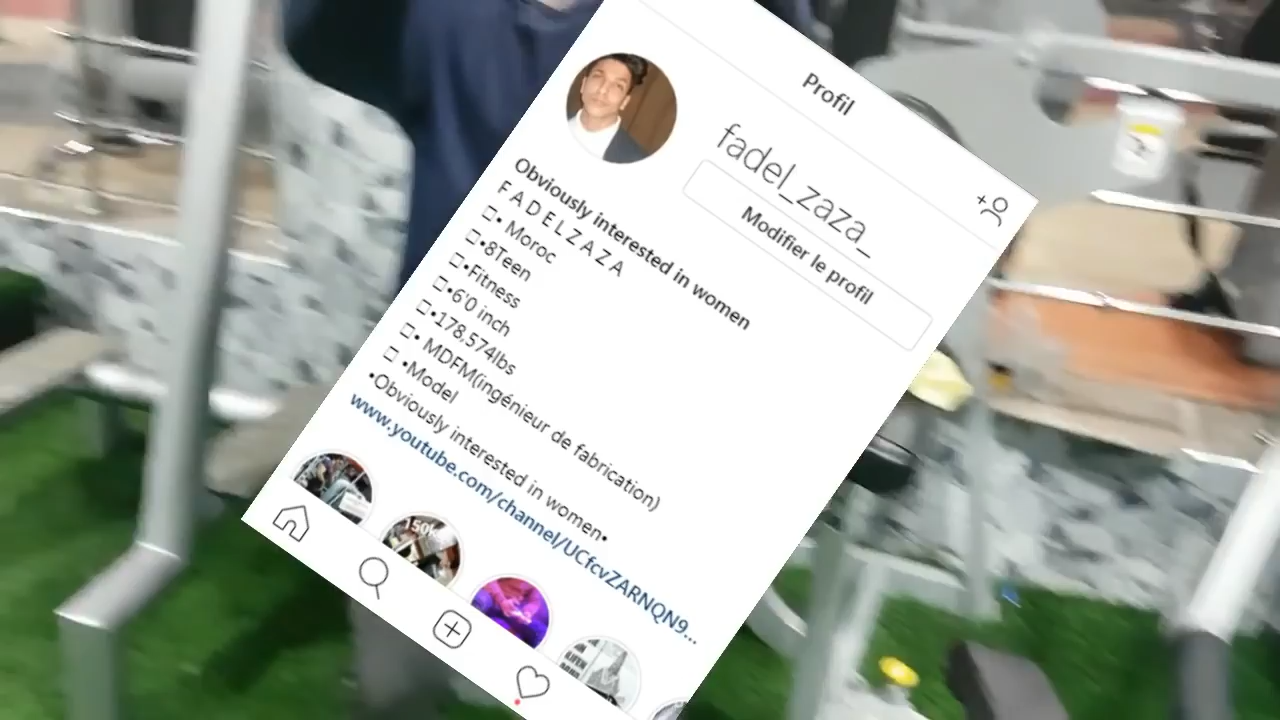 Profil
fadel_zaza_
Modifier le profil
Obviously interested in women
F A D E L Z A Z A
□• Moroc
□•8Teen
□•Fitness
□•6'0 inch
□•178,574lbs
□• MDFM(ingénieur de fabrication)
□ •Model
•Obviously interested in women•
www.youtube.com/channel/UCfcvZARNQN9...
150